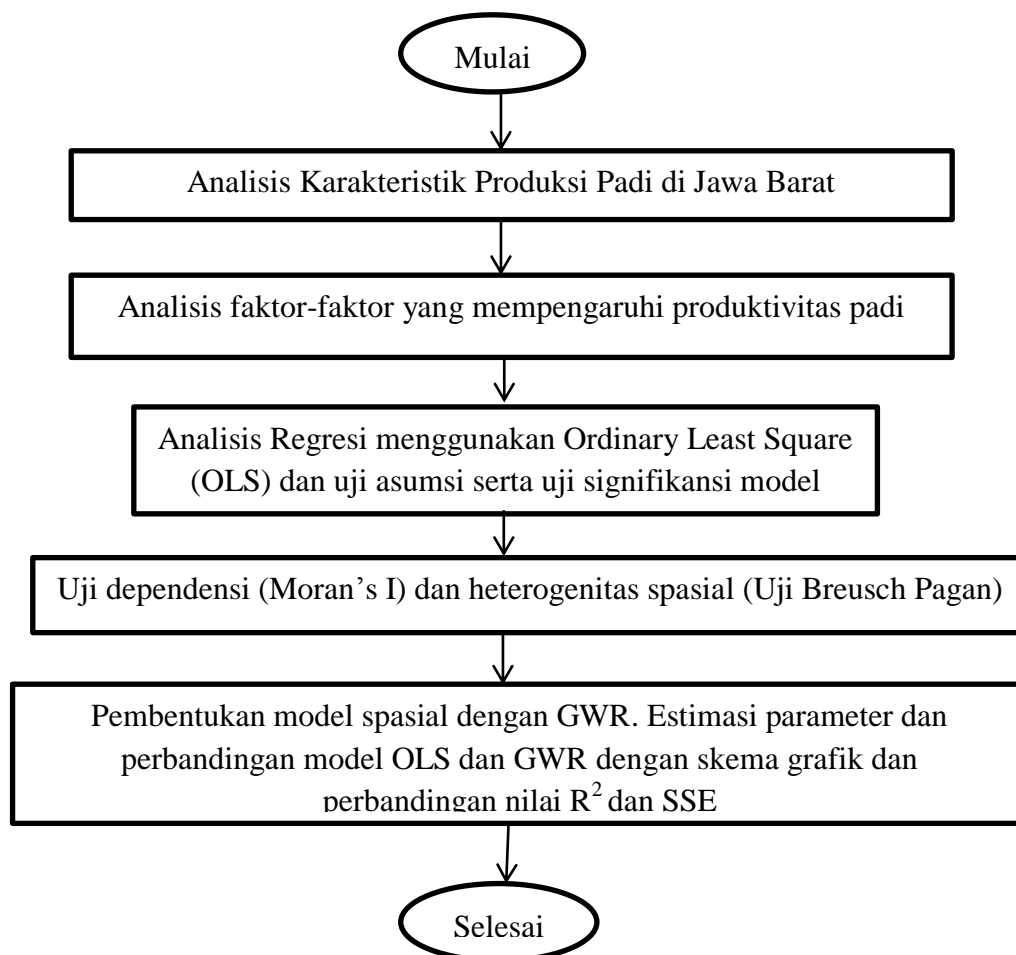 Mulai
Analisis Karakteristik Produksi Padi di Jawa Barat
Analisis faktor-faktor yang mempengaruhi produktivitas padi
Analisis Regresi menggunakan Ordinary Least Square
(OLS) dan uji asumsi serta uji signifikansi model
Uji dependensi (Moran’s I) dan heterogenitas spasial (Uji Breusch Pagan)
Pembentukan model spasial dengan GWR. Estimasi parameter dan
perbandingan model OLS dan GWR dengan skema grafik dan
perbandingan nilai R² dan SSE
Selesai